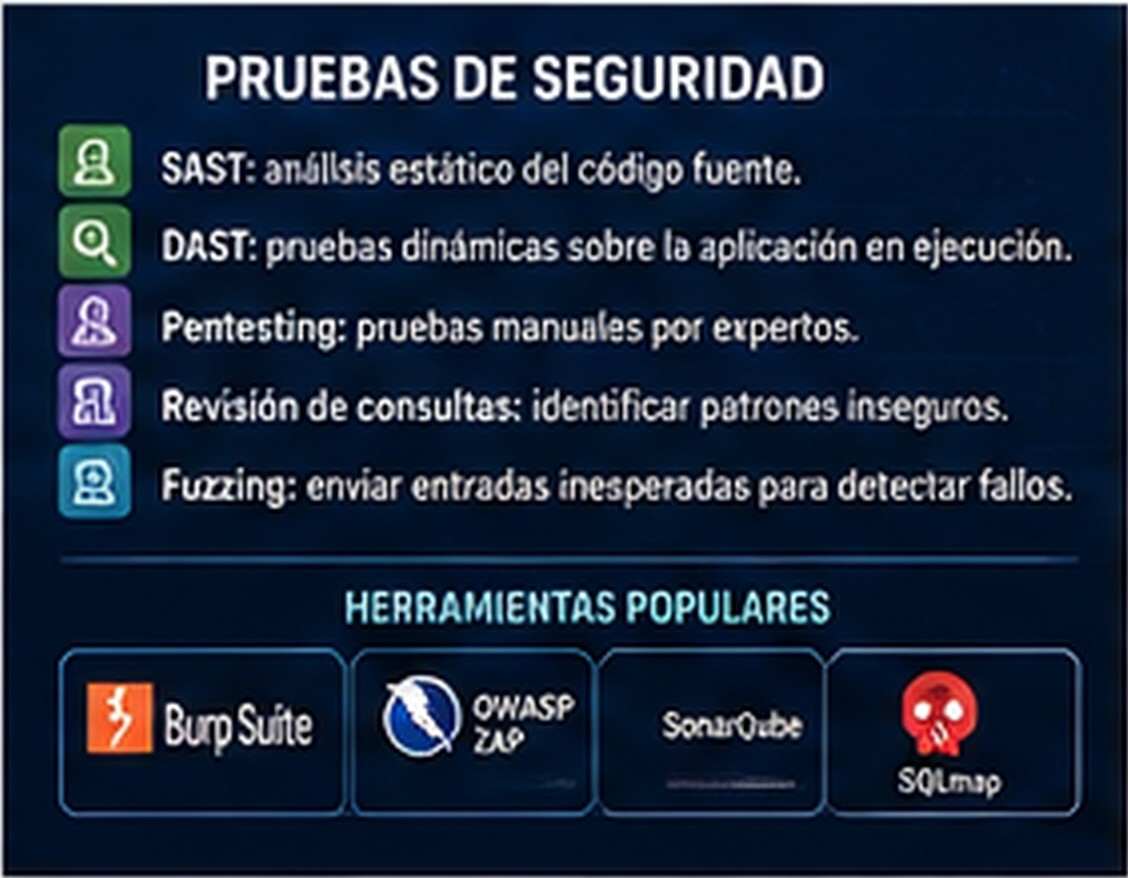 PRUEBAS DE SEGURIDAD
SAST: análisis estático del código fuente.
DAST: pruebas dinámicas sobre la aplicación en ejecución.
Pentesting: pruebas manuales por expertos.
Revisión de consultas: identificar patrones inseguros.
Fuzzing: enviar entradas inesperadas para detectar fallos.
HERRAMIENTAS POPULARES
Burp Suite
OWASP
ZAP
SonarQube
SQLmap